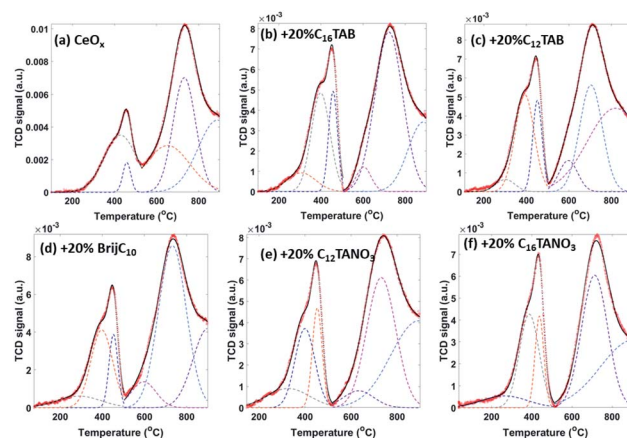 (a) CeOx
TCD signal (a.u.)
0.01
0.008
0.006
0.004
0.002
0
200 400 600 800
Temperature (°C)
×10⁻³
(b) +20%C16TAB
TCD signal (a.u.)
8
7
6
5
4
3
2
1
0
200 400 600 800
Temperature (°C)
×10⁻³
(c) +20%C12TAB
TCD signal (a.u.)
8
6
4
2
0
200 400 600 800
Temperature (°C)
×10⁻³
(d) +20% BrijC10
TCD signal (a.u.)
8
6
4
2
0
200 400 600 800
Temperature (°C)
×10⁻³
(e) +20% C12TANO3
TCD signal (a.u.)
8
7
6
5
4
3
2
1
0
200 400 600 800
Temperature (°C)
×10⁻³
(f) +20% C16TANO3
TCD signal (a.u.)
8
7
6
5
4
3
2
1
0
200 400 600 800
Temperature (°C)